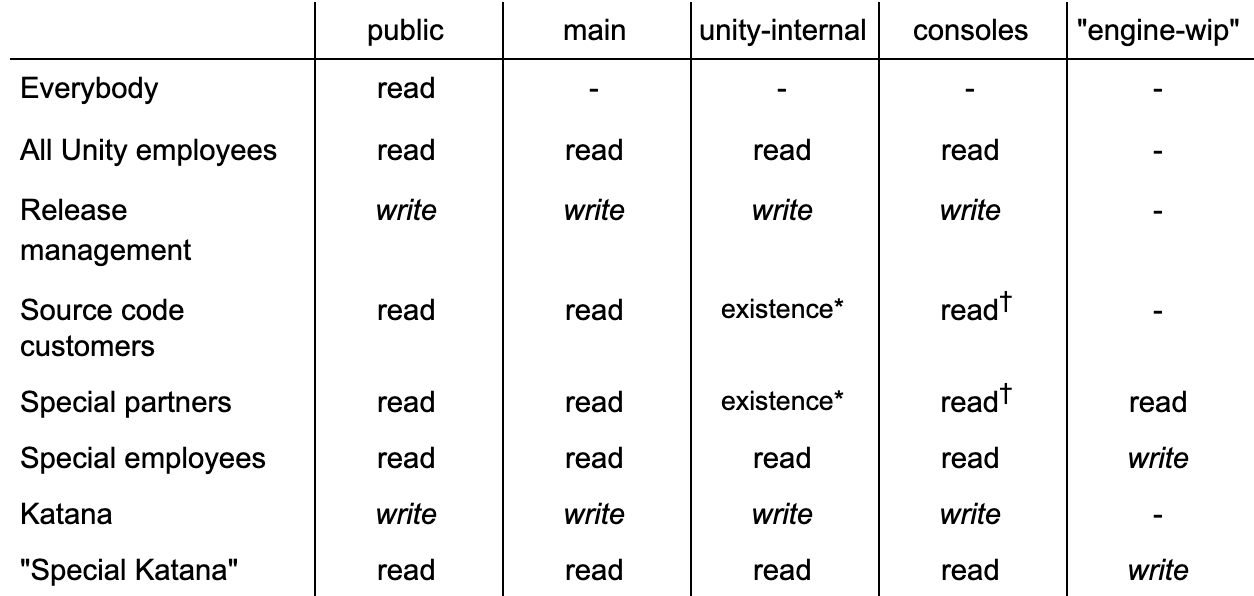 public main unity-internal consoles "engine-wip"
Everybody read - - - -
All Unity employees read read read read -
Release write write write write -
management
Source code read read existence* read† -
customers
Special partners read read existence* read† read
Special employees read read read read write
Katana write write write write -
"Special Katana" read read read read write